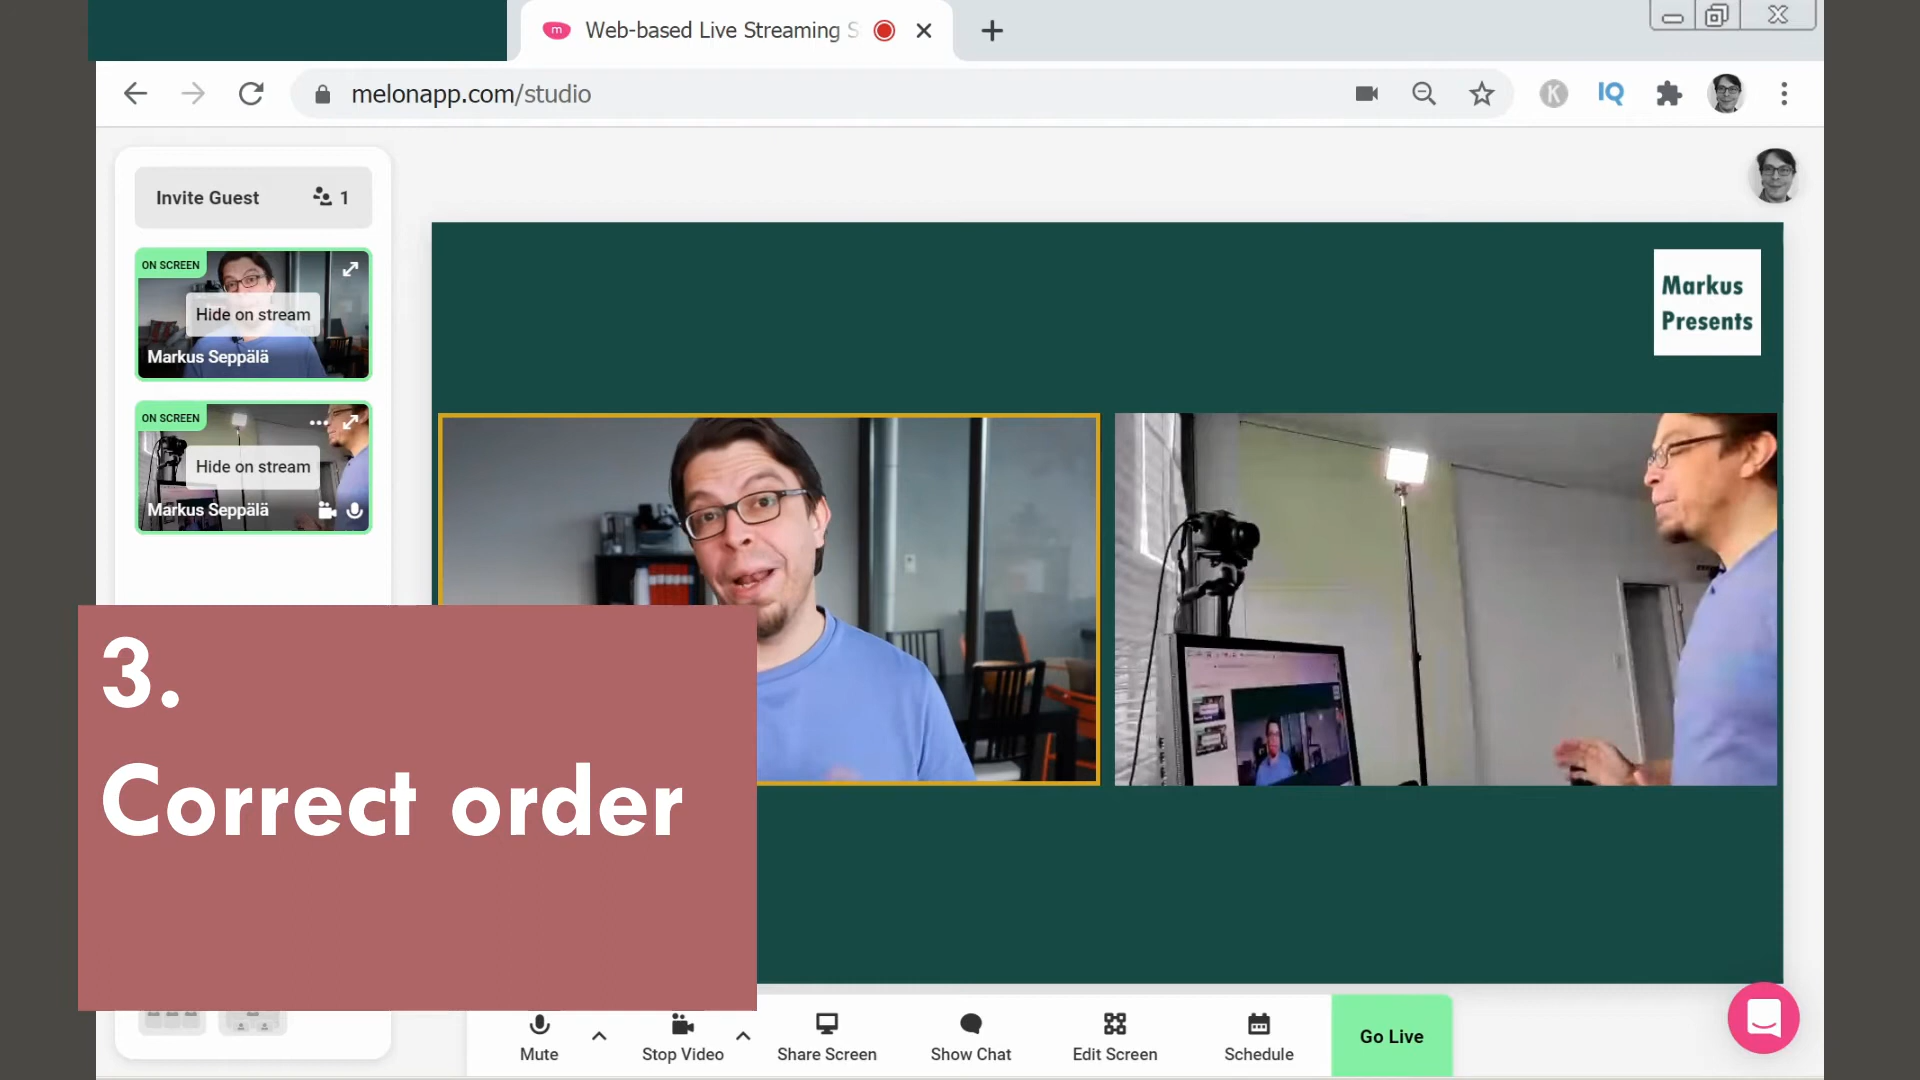 m Web-based Live Streaming S
melonapp.com/studio
K
IQ
Invite Guest 1
ON SCREEN
Hide on stream
Markus Seppälä
ON SCREEN
Hide on stream
Markus Seppälä
Markus
Presents
3.
Correct order
Mute
Stop Video
Share Screen
Show Chat
Edit Screen
Schedule
Go Live